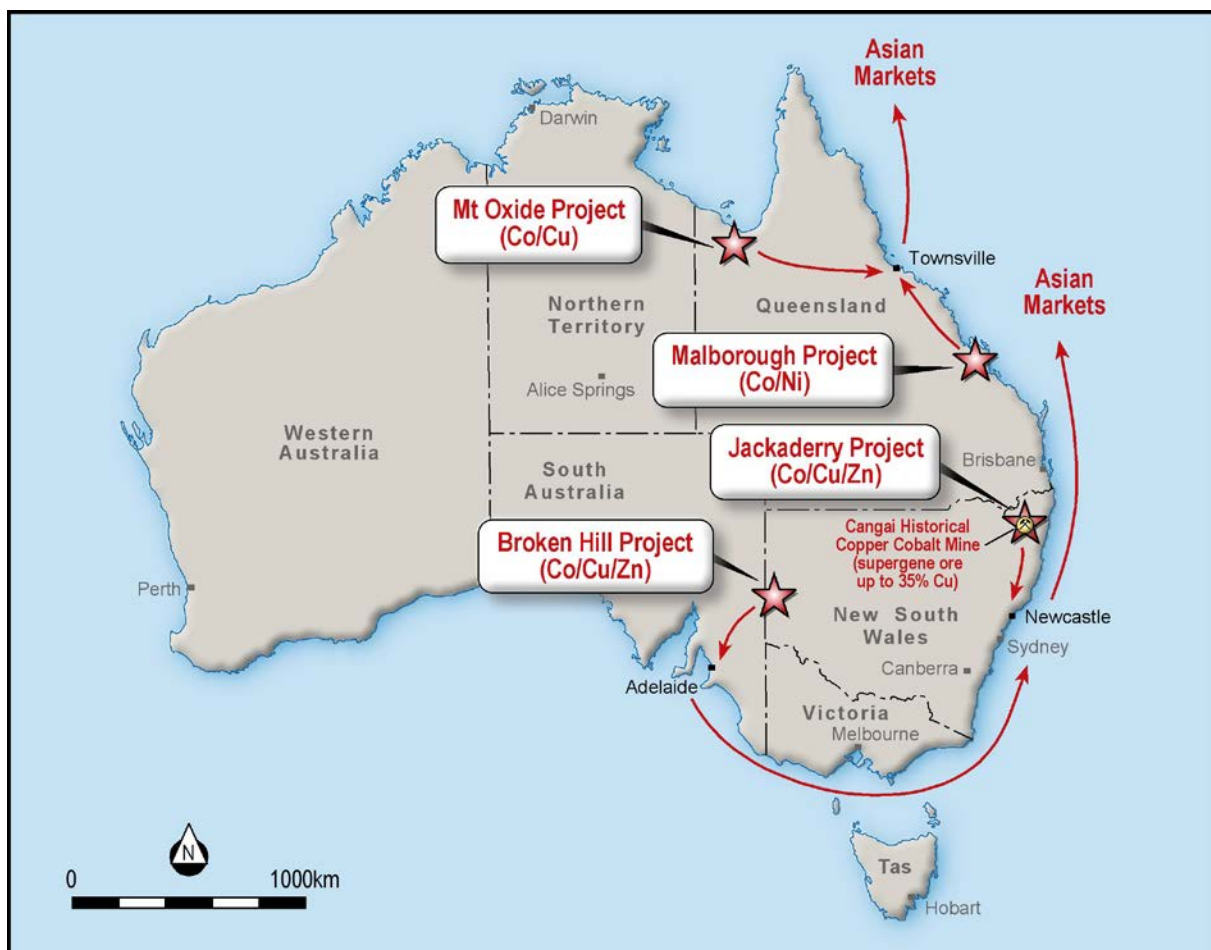 Asian
Markets
Darwin
Mt Oxide Project
(Co/Cu)
Townsville
Asian
Markets
Northern
Territory
Queensland
Malborough Project
(Co/Ni)
Alice Springs
Western
Australia
Jackaderry Project
(Co/Cu/Zn)
Brisbane
South
Australia
Cangai Historical
Copper Cobalt Mine
(supergene ore
up to 35% Cu)
Broken Hill Project
(Co/Cu/Zn)
Perth
New South
Wales
Newcastle
Sydney
Canberra
Adelaide
Victoria
Melbourne
N
0 1000km
Tas
Hobart